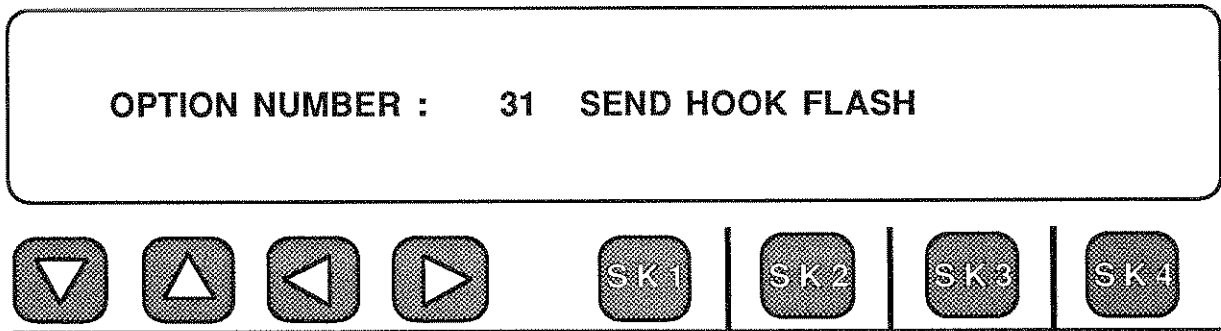 OPTION NUMBER : 31 SEND HOOK FLASH
SK1 SK2 SK3 SK4